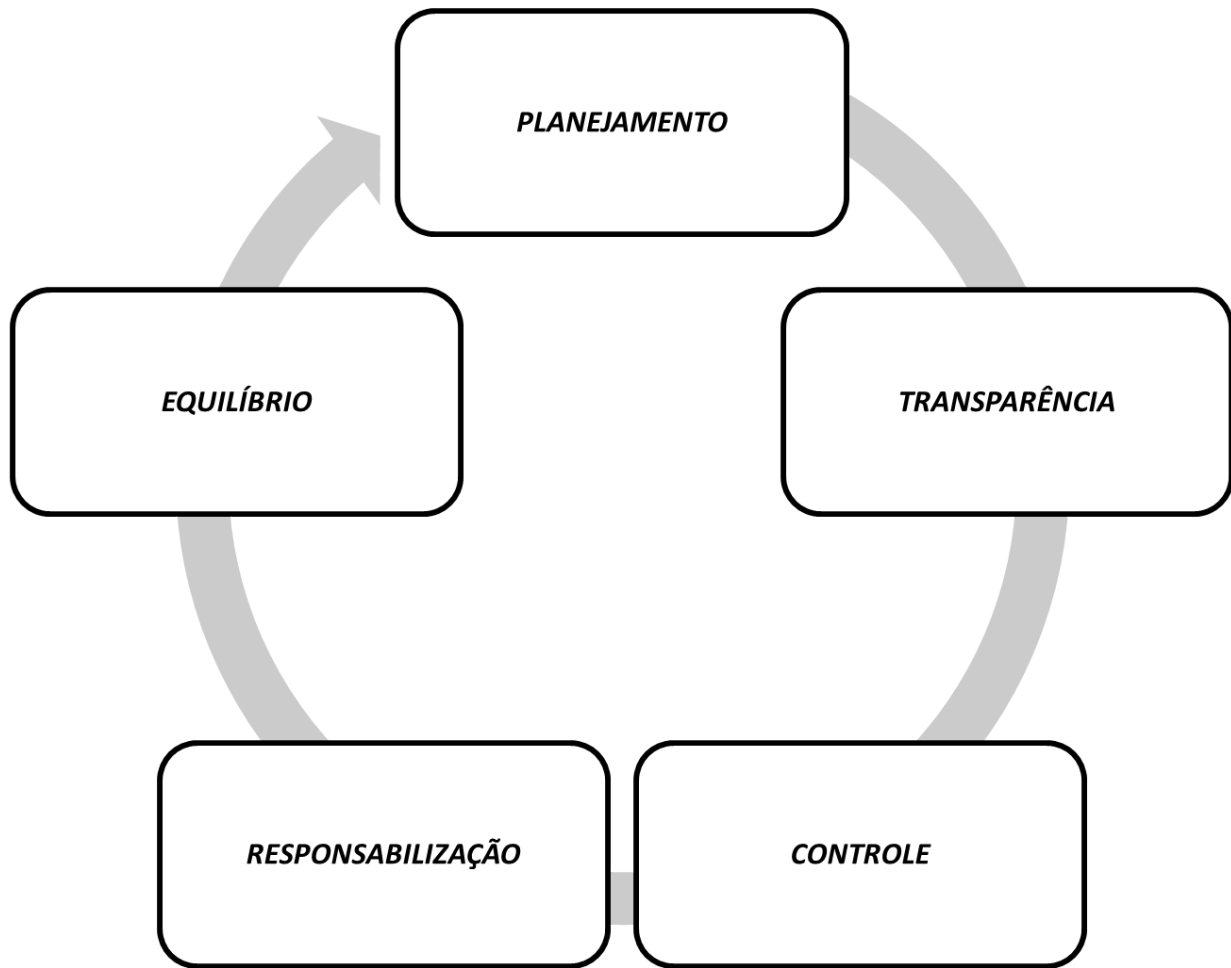 PLANEJAMENTO
TRANSPARÊNCIA
CONTROLE
RESPONSABILIZAÇÃO
EQUILÍBRIO